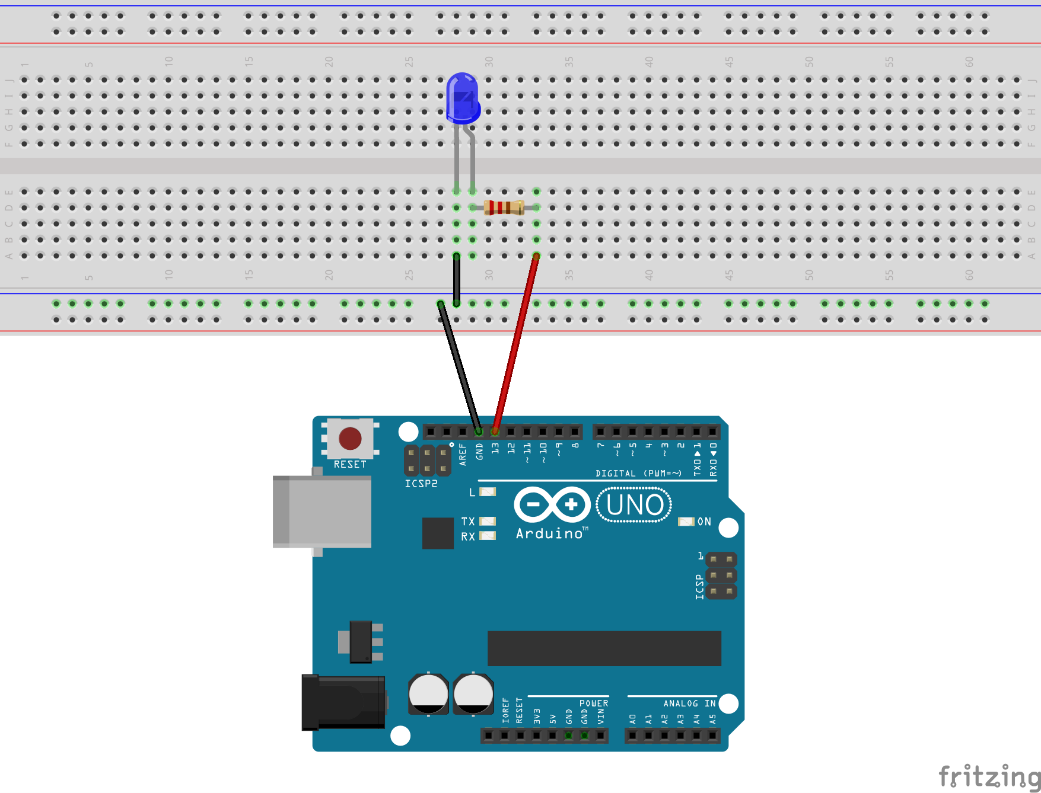 1 5 10 15 20 25 30 35 40 45 50 55 60
J J
I I
H H
G G
F F
E E
D D
C C
B B
A A
1 5 10 15 20 25 30 35 40 45 50 55 60
RESET
ICSP2
AREF
GND
13
12
~11
~10
~9
8
7
~6
~5
4
~3
2
TX0▶1
RX0◀0
DIGITAL (PWM=~)
L
TX
RX
Arduino™
UNO
ON
1
ICSP
POWER
ANALOG IN
IOREF
RESET
3V3
5V
GND
GND
VIN
A0
A1
A2
A3
A4
A5
fritzing